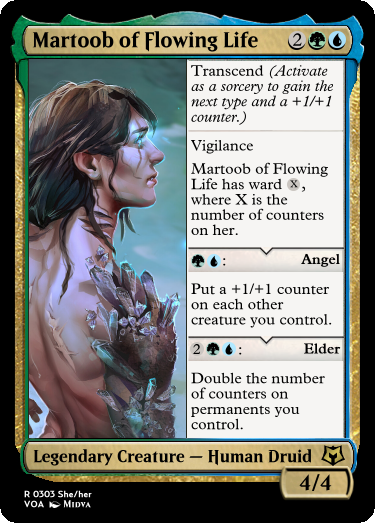 Martoob of Flowing Life 2
Transcend (Activate
as a sorcery to gain the
next type and a +1/+1
counter.)
Vigilance
Martoob of Flowing
Life has ward X,
where X is the
number of counters
on her.
: Angel
Put a +1/+1 counter
on each other
creature you control.
2 : Elder
Double the number
of counters on
permanents you
control.
Legendary Creature — Human Druid
4/4
R 0303 She/her
VOA Midva